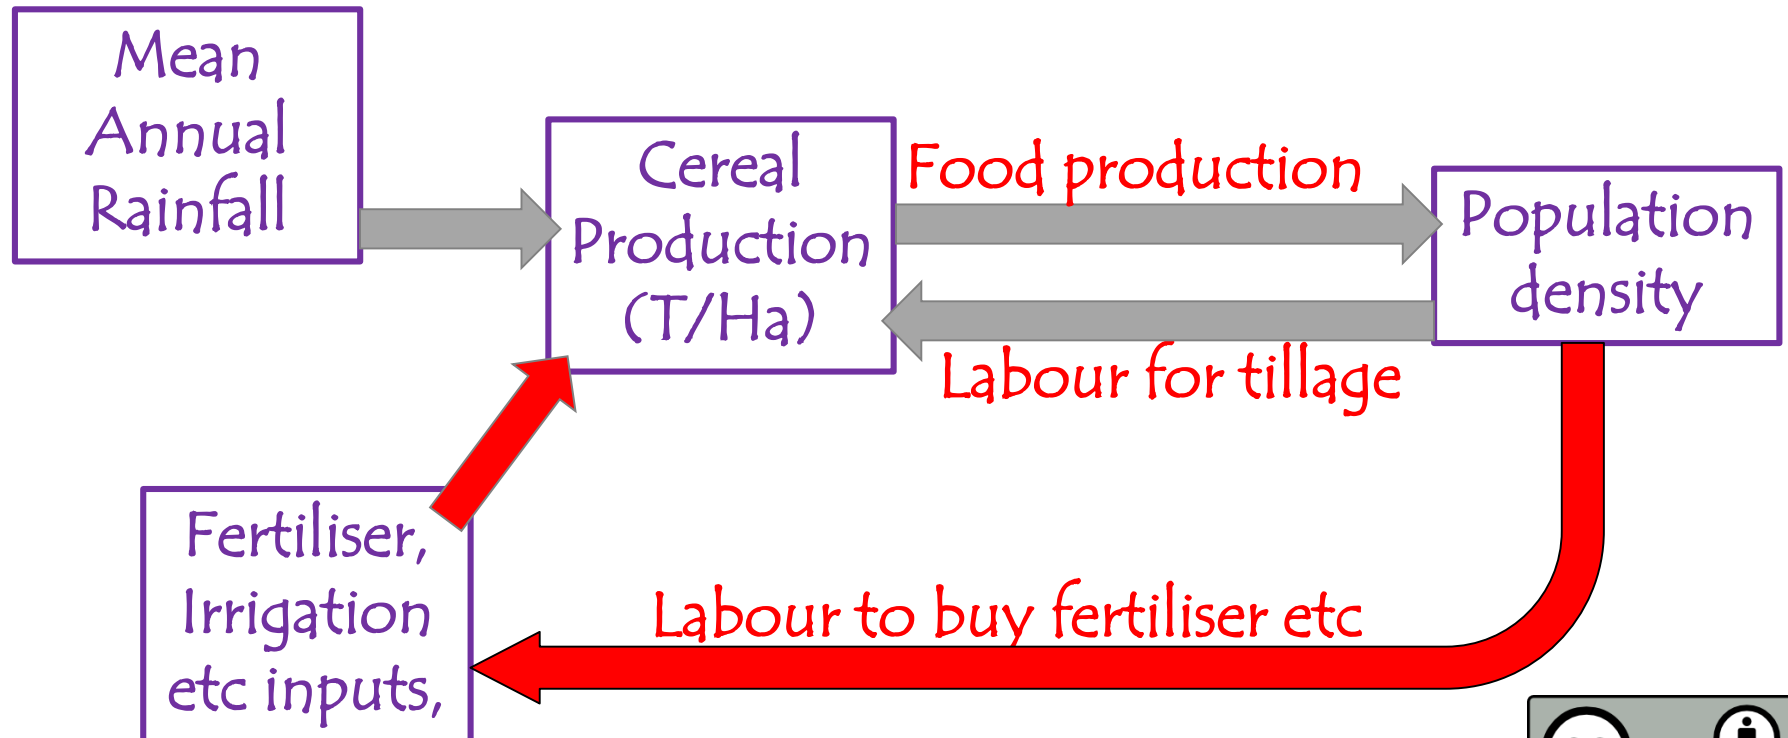 Mean
Annual
Rainfall
Cereal
Production
(T/Ha)
Food production
Population
density
Labour for tillage
Fertiliser,
Irrigation
etc inputs,
Labour to buy fertiliser etc